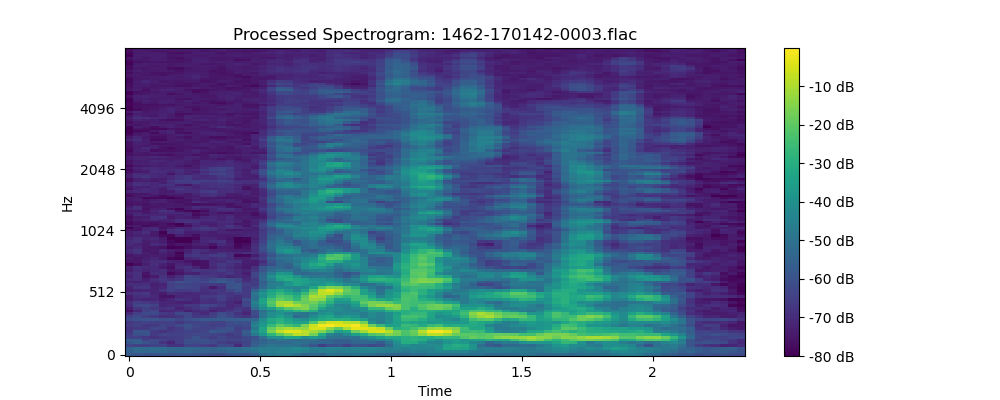 Processed Spectrogram: 1462-170142-0003.flac
4096
2048
1024
512
0
Hz
0
0.5
1
1.5
2
Time
-10 dB
-20 dB
-30 dB
-40 dB
-50 dB
-60 dB
-70 dB
-80 dB